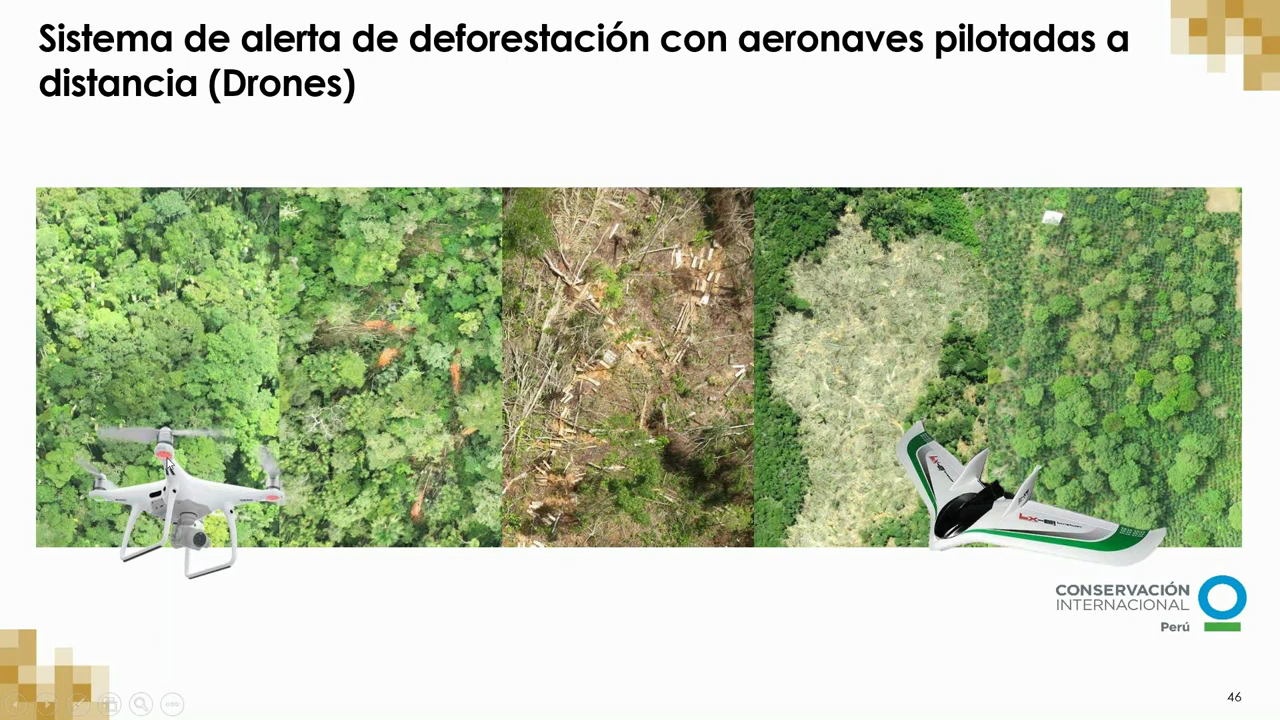 Sistema de alerta de deforestación con aeronaves pilotadas a
distancia (Drones)
CONSERVACIÓN
INTERNACIONAL
Perú
46